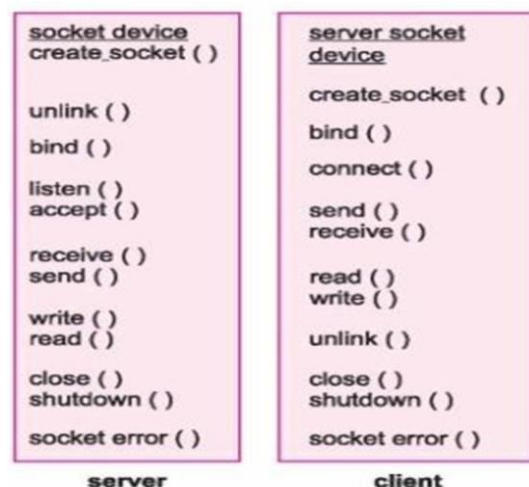 socket device
create_socket ( )
unlink ( )
bind ( )
listen ( )
accept ( )
receive ( )
send ( )
write ( )
read ( )
close ( )
shutdown ( )
socket error ( )
server
server socket
device
create_socket ( )
bind ( )
connect ( )
send ( )
receive ( )
read ( )
write ( )
unlink ( )
close ( )
shutdown ( )
socket error ( )
client